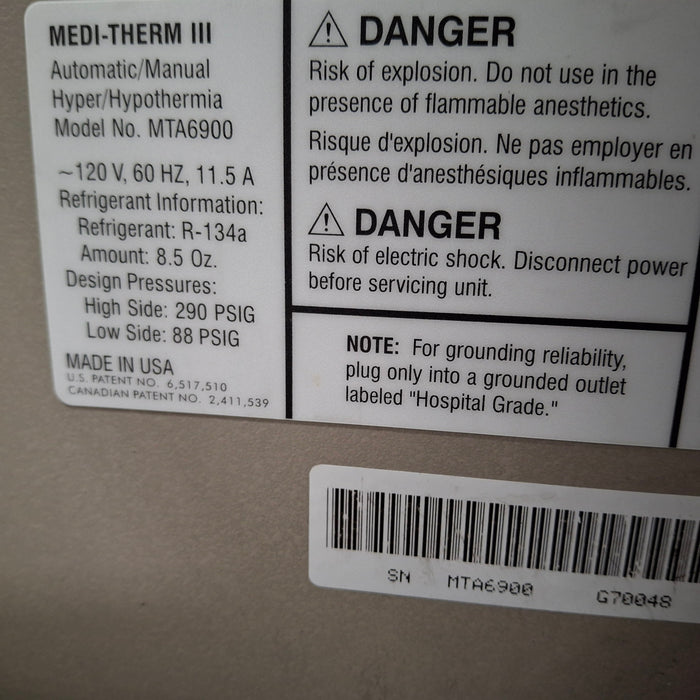 MEDI-THERM III
Automatic/Manual
Hyper/Hypothermia
Model No. MTA6900
~120 V, 60 HZ, 11.5 A
Refrigerant Information:
Refrigerant: R-134a
Amount: 8.5 Oz.
Design Pressures:
High Side: 290 PSIG
Low Side: 88 PSIG
MADE IN USA
U.S. PATENT NO. 6,517,510
CANADIAN PATENT NO. 2,411,539
DANGER
Risk of explosion. Do not use in the
presence of flammable anesthetics.
Risque d'explosion. Ne pas employer en
présence d'anesthésiques inflammables.
DANGER
Risk of electric shock. Disconnect power
before servicing unit.
NOTE: For grounding reliability,
plug only into a grounded outlet
labeled "Hospital Grade."
SN MTA6900 G70048